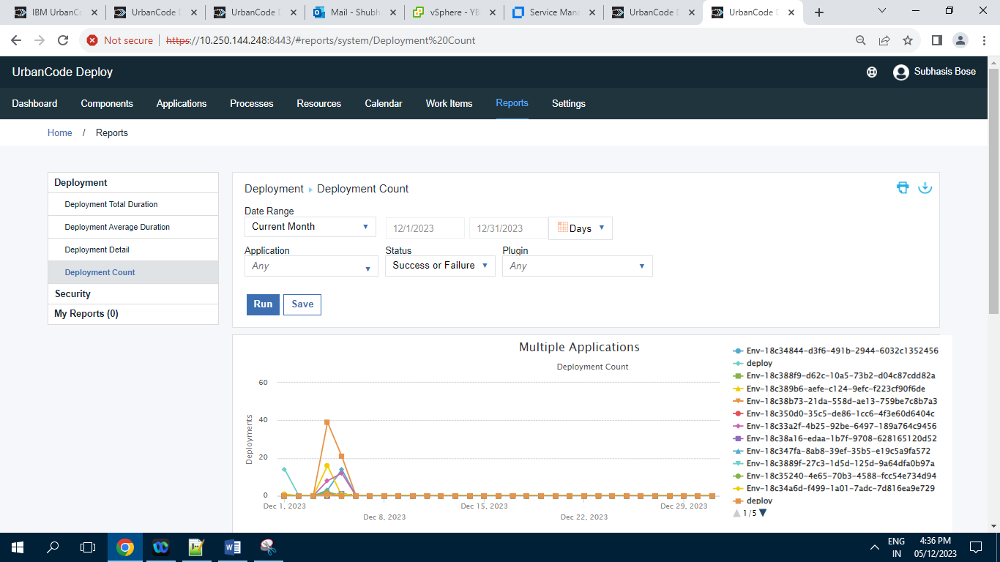 IBM UrbanC
UrbanCode D
UrbanCode D
Mail - Shubh
vSphere - YB
Service Mana
UrbanCode D
UrbanCode D
Not secure
https://10.250.144.248:8443/#reports/system/Deployment%20Count
UrbanCode Deploy
Subhasis Bose
Dashboard
Components
Applications
Processes
Resources
Calendar
Work Items
Reports
Settings
Home / Reports
Deployment
Deployment Total Duration
Deployment Average Duration
Deployment Detail
Deployment Count
Security
My Reports (0)
Deployment
Deployment Count
Date Range
Current Month
12/1/2023
12/31/2023
Days
Application
Status
Plugin
Any
Success or Failure
Any
Run
Save
Multiple Applications
Deployment Count
Deployments
60
40
20
0
Dec 1, 2023
Dec 8, 2023
Dec 15, 2023
Dec 22, 2023
Dec 29, 2023
Env-18c34844-d3f6-491b-2944-6032c1352456
deploy
Env-18c388f9-d62c-10a5-73b2-d04c87cdd82a
Env-18c389b6-aefe-c124-9efc-f223cf90f6de
Env-18c38b73-21da-558d-ae13-759be7c8b7a3
Env-18c350d0-35c5-de86-1cc6-4f3e60d6404c
Env-18c33a2f-4b25-92be-6497-189a764c9456
Env-18c38a16-edaa-1b7f-9708-628165120d52
Env-18c347fa-8ab8-39ef-35b5-e19c5a9fa572
Env-18c3889f-27c3-1d5d-125d-9a64dfa0b97a
Env-18c35240-4e65-70b3-4588-fcc54e734d94
Env-18c34a6d-f499-1a01-7adc-7d816ea9e729
deploy
1/5
ENG
IN
4:36 PM
05/12/2023